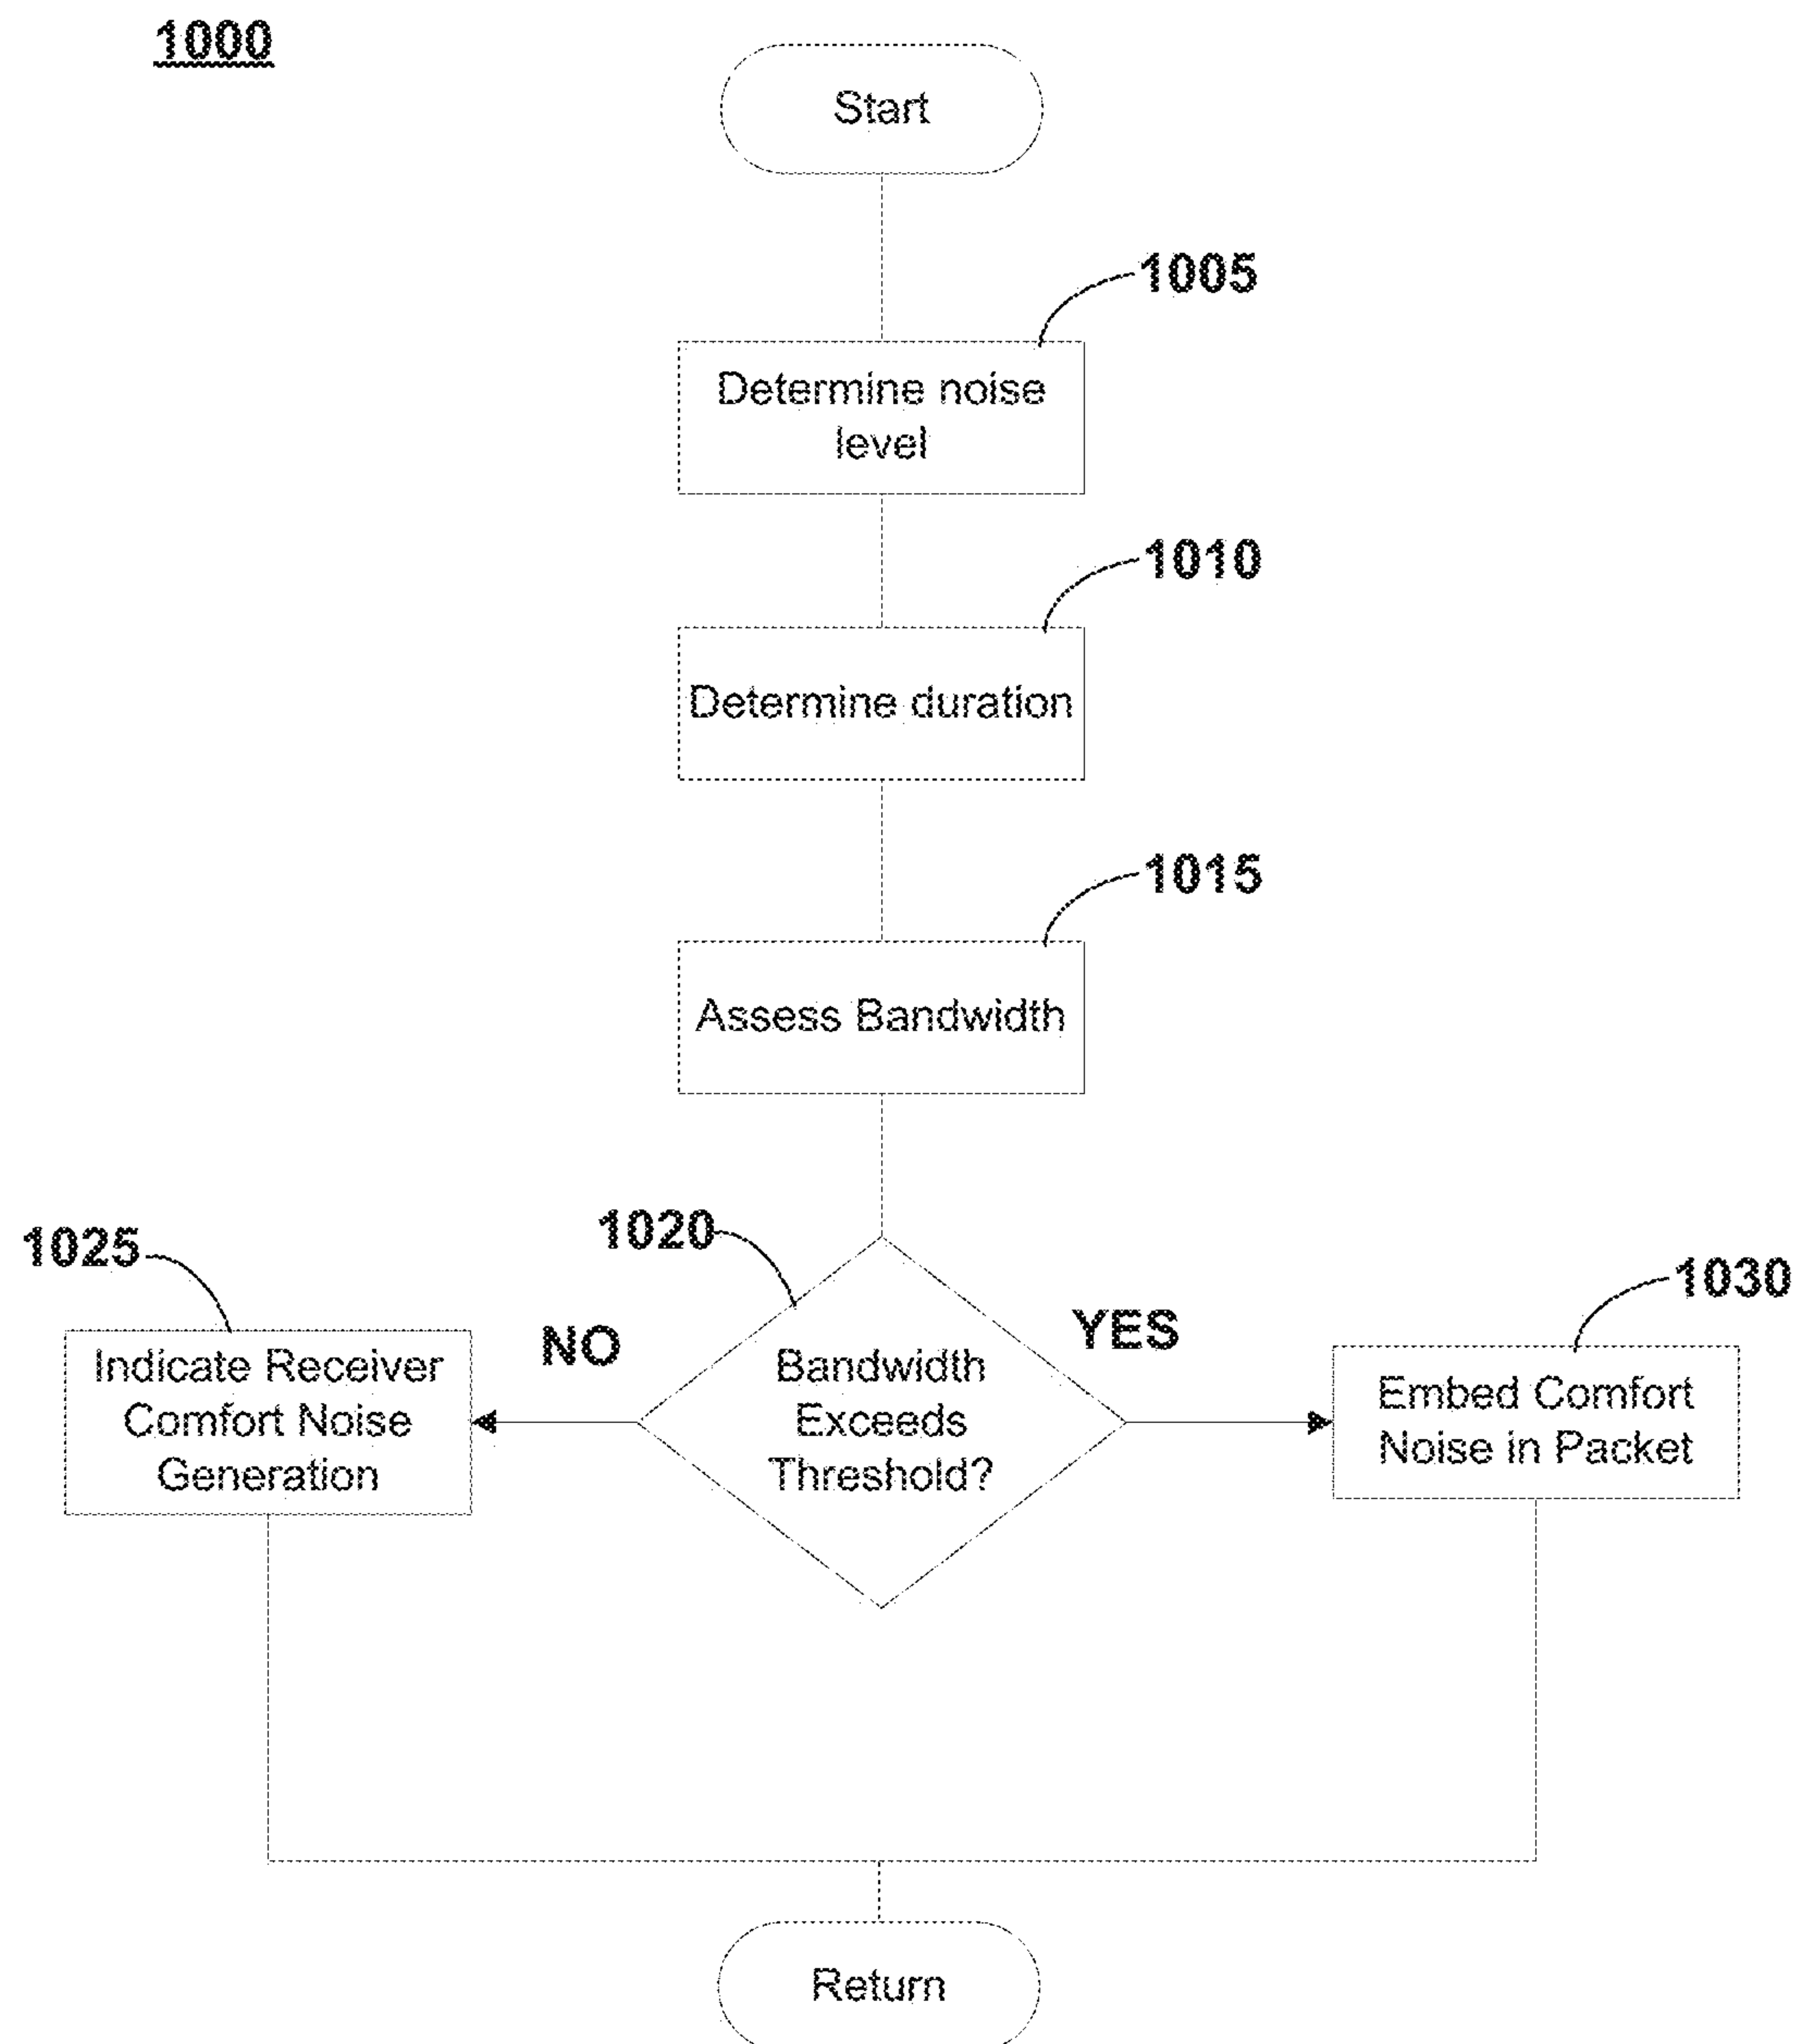 1000
Start
1005
Determine noise
level
1010
Determine duration
1015
Assess Bandwidth
1020
1025
1030
NO
YES
Indicate Receiver
Comfort Noise
Generation
Bandwidth
Exceeds
Threshold?
Embed Comfort
Noise in Packet
Return